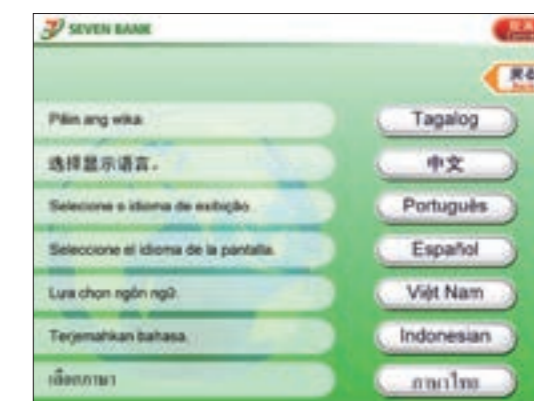 SEVEN BANK
Piliin ang wika. Tagalog
选择显示语言。 中文
Selecione o idioma de exibição. Português
Seleccione el idioma de la pantalla. Español
Lựa chọn ngôn ngữ. Việt Nam
Terjemahkan bahasa. Indonesian
เลือกภาษา ภาษาไทย